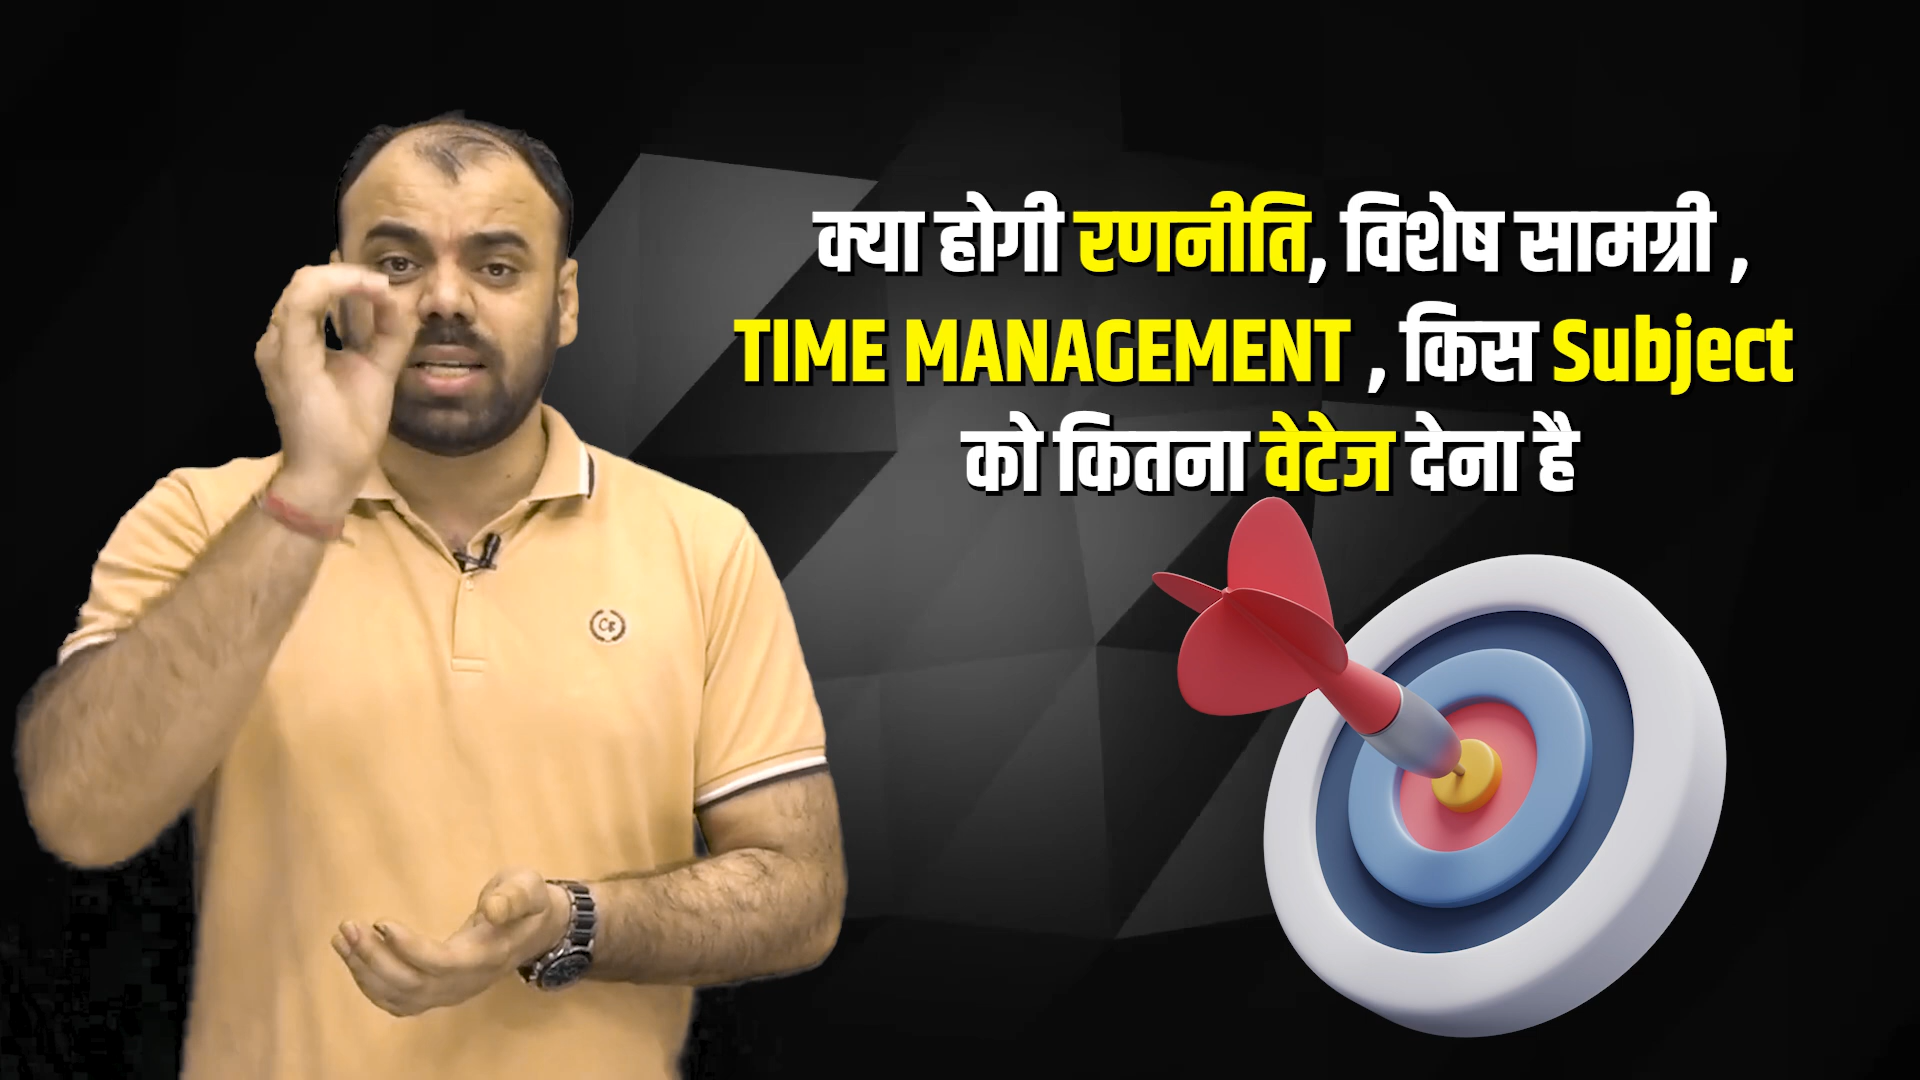 क्या होगी रणनीति, विशेष सामग्री ,
TIME MANAGEMENT , किस Subject
को कितना वेटेज देना है